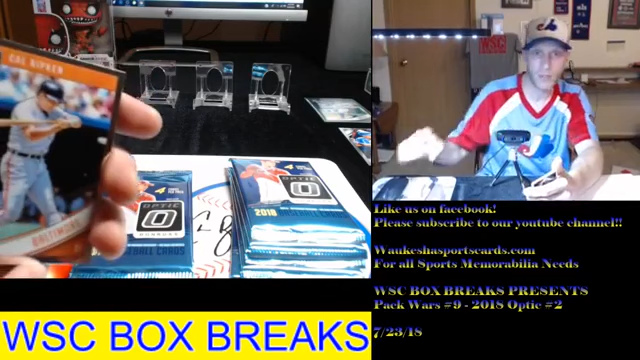 CAL RIPKEN
BALTIMORE
OPTIC
OPTIC
2018
WSC
Like us on facebook!
Please subscribe to our youtube channel!!
Waukeshasportscards.com
For all Sports Memorabilia Needs
WSC BOX BREAKS PRESENTS
Pack Wars #9 - 2018 Optic #2
7/23/18
WSC BOX BREAKS